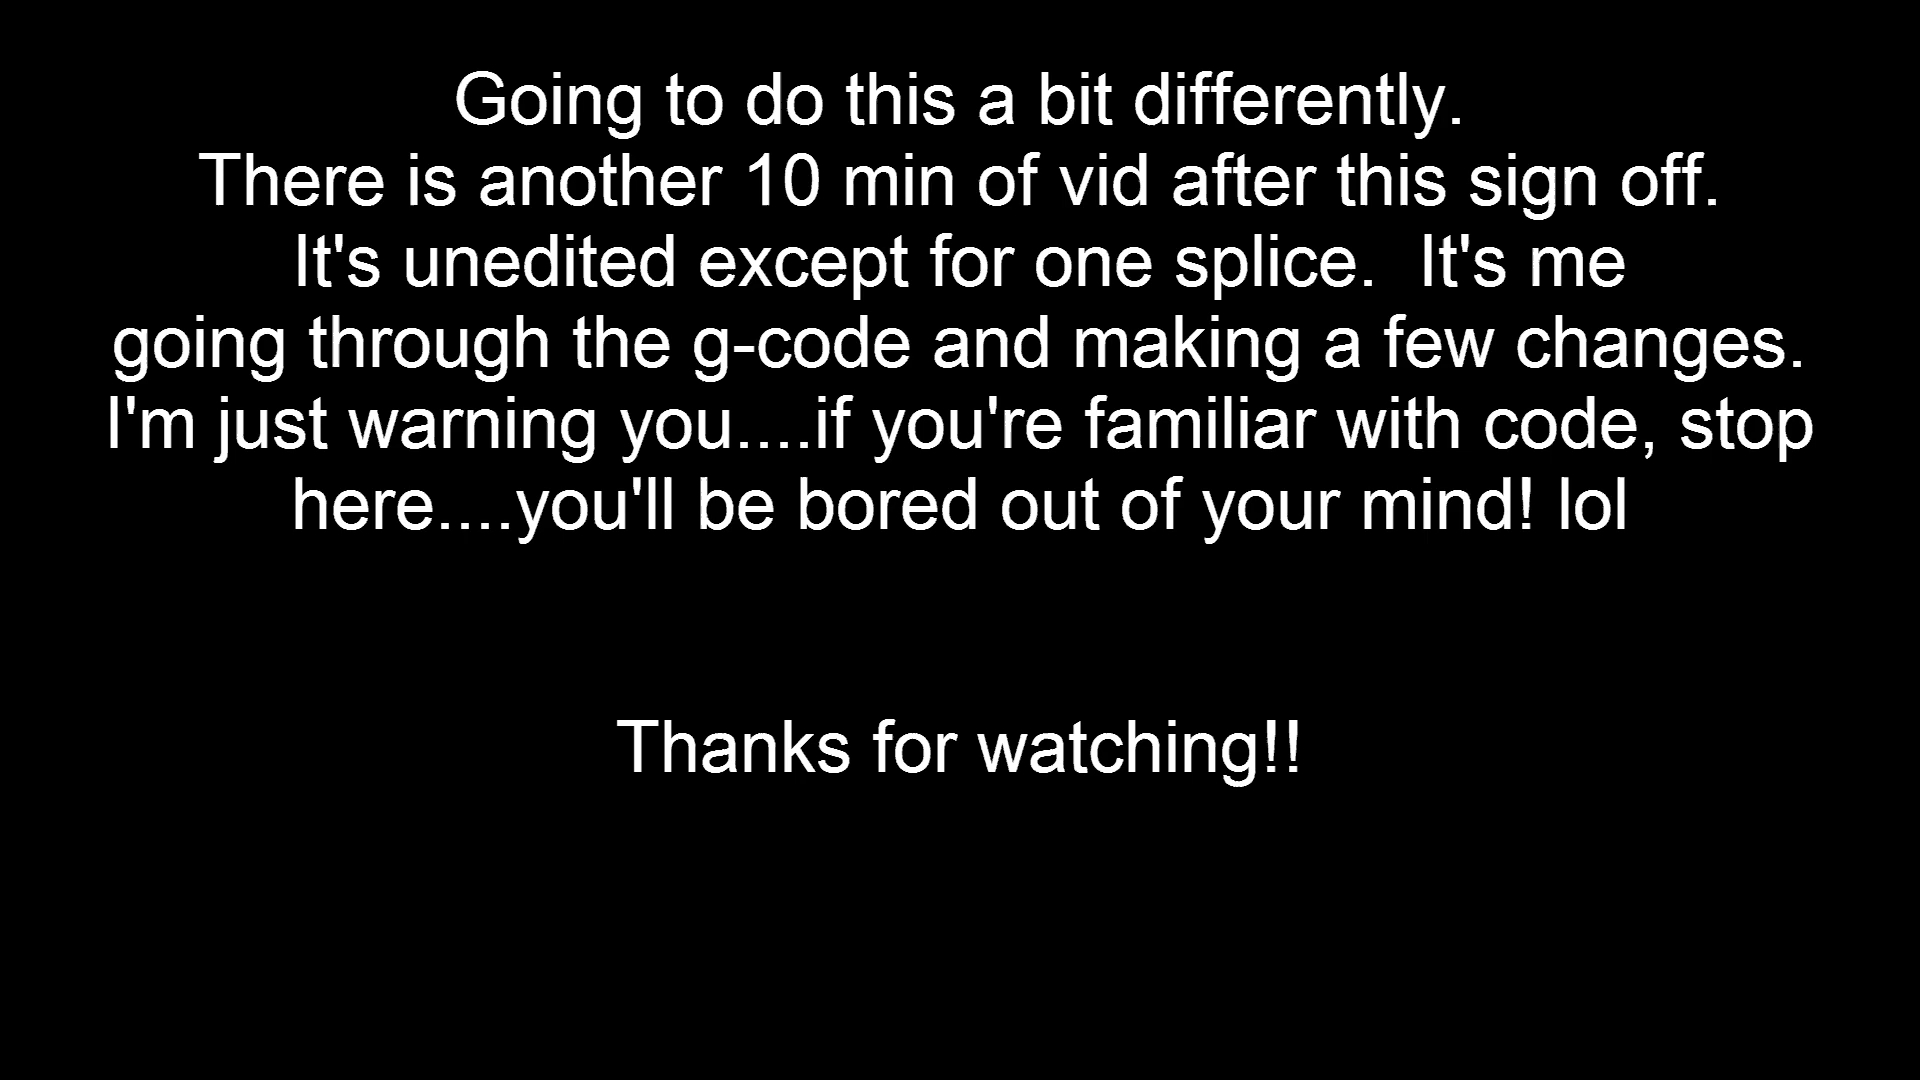 Going to do this a bit differently.
There is another 10 min of vid after this sign off.
It's unedited except for one splice.  It's me
going through the g-code and making a few changes.
I'm just warning you....if you're familiar with code, stop
here....you'll be bored out of your mind! lol
Thanks for watching!!